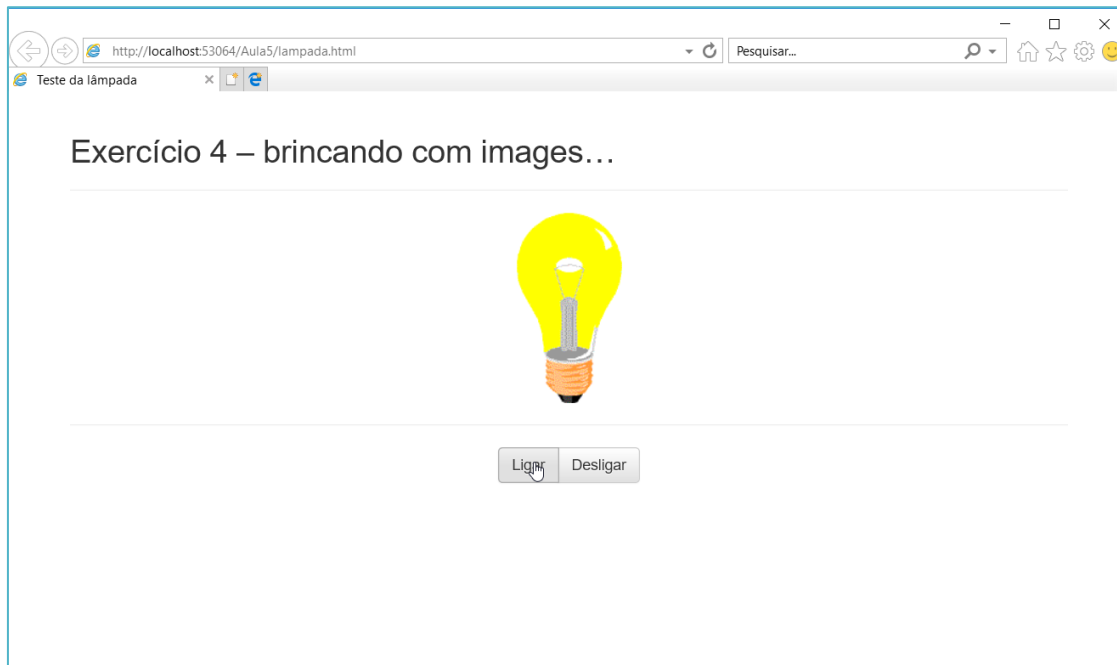 http://localhost:53064/Aula5/lampada.html
Pesquisar...
Teste da lâmpada
Exercício 4 – brincando com images…
Ligar Desligar